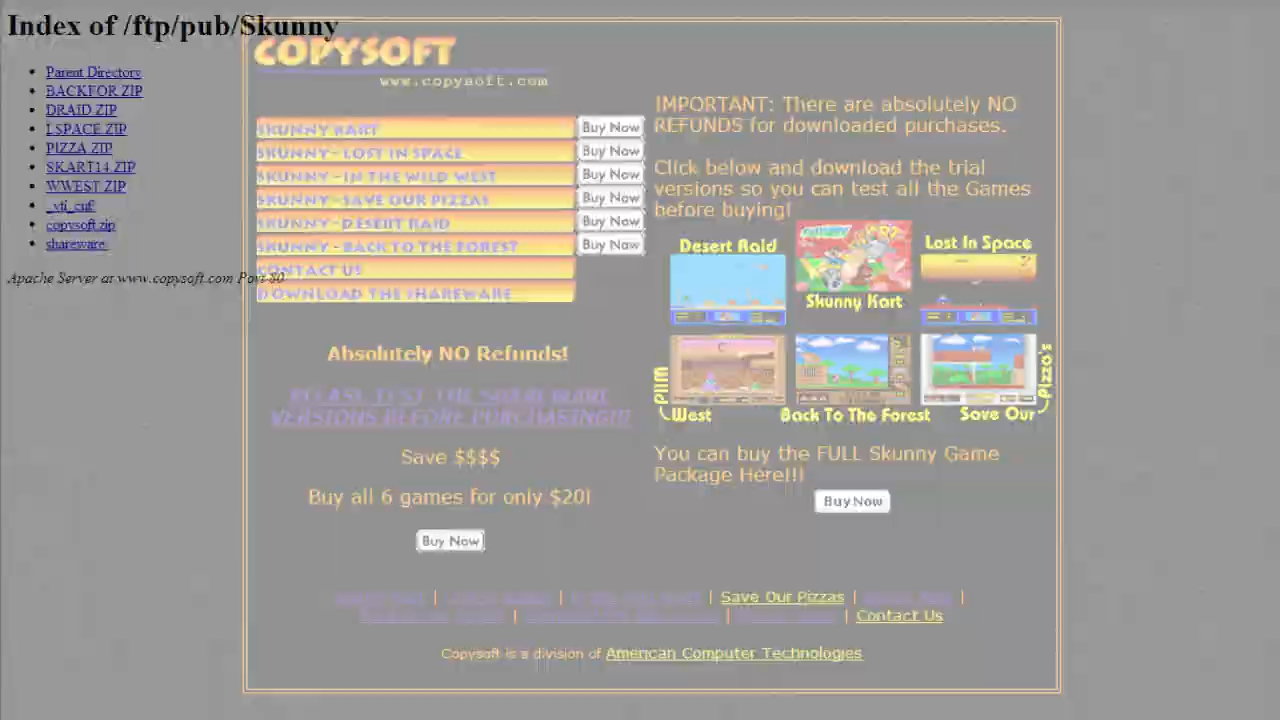 Index of /ftp/pub/Skunny
Parent Directory
BACKFOR.ZIP
DRAID.ZIP
LSPACE.ZIP
PIZZA.ZIP
SKART14.ZIP
WWEST.ZIP
_vti_cnf/
copysoft.zip
shareware/
Apache Server at www.copysoft.com Port 80
COPYSOFT
www.copysoft.com
SKUNNY KART Buy Now
SKUNNY - LOST IN SPACE Buy Now
SKUNNY - IN THE WILD WEST Buy Now
SKUNNY - SAVE OUR PIZZAS Buy Now
SKUNNY - DESERT RAID Buy Now
SKUNNY - BACK TO THE FOREST Buy Now
CONTACT US
DOWNLOAD THE SHAREWARE
Absolutely NO Refunds!
PLEASE TEST THE SHAREWARE
VERSIONS BEFORE PURCHASING!!!
Save $$$$
Buy all 6 games for only $20!
Buy Now
IMPORTANT: There are absolutely NO
REFUNDS for downloaded purchases.
Click below and download the trial
versions so you can test all the Games
before buying!
Desert Raid
Skunny Kart
Lost In Space
Wild
West
Back To The Forest
Save Our
Pizza's
You can buy the FULL Skunny Game
Package Here!!!
Buy Now
| | | Save Our Pizzas | |
| | | Contact Us
Copysoft is a division of American Computer Technologies